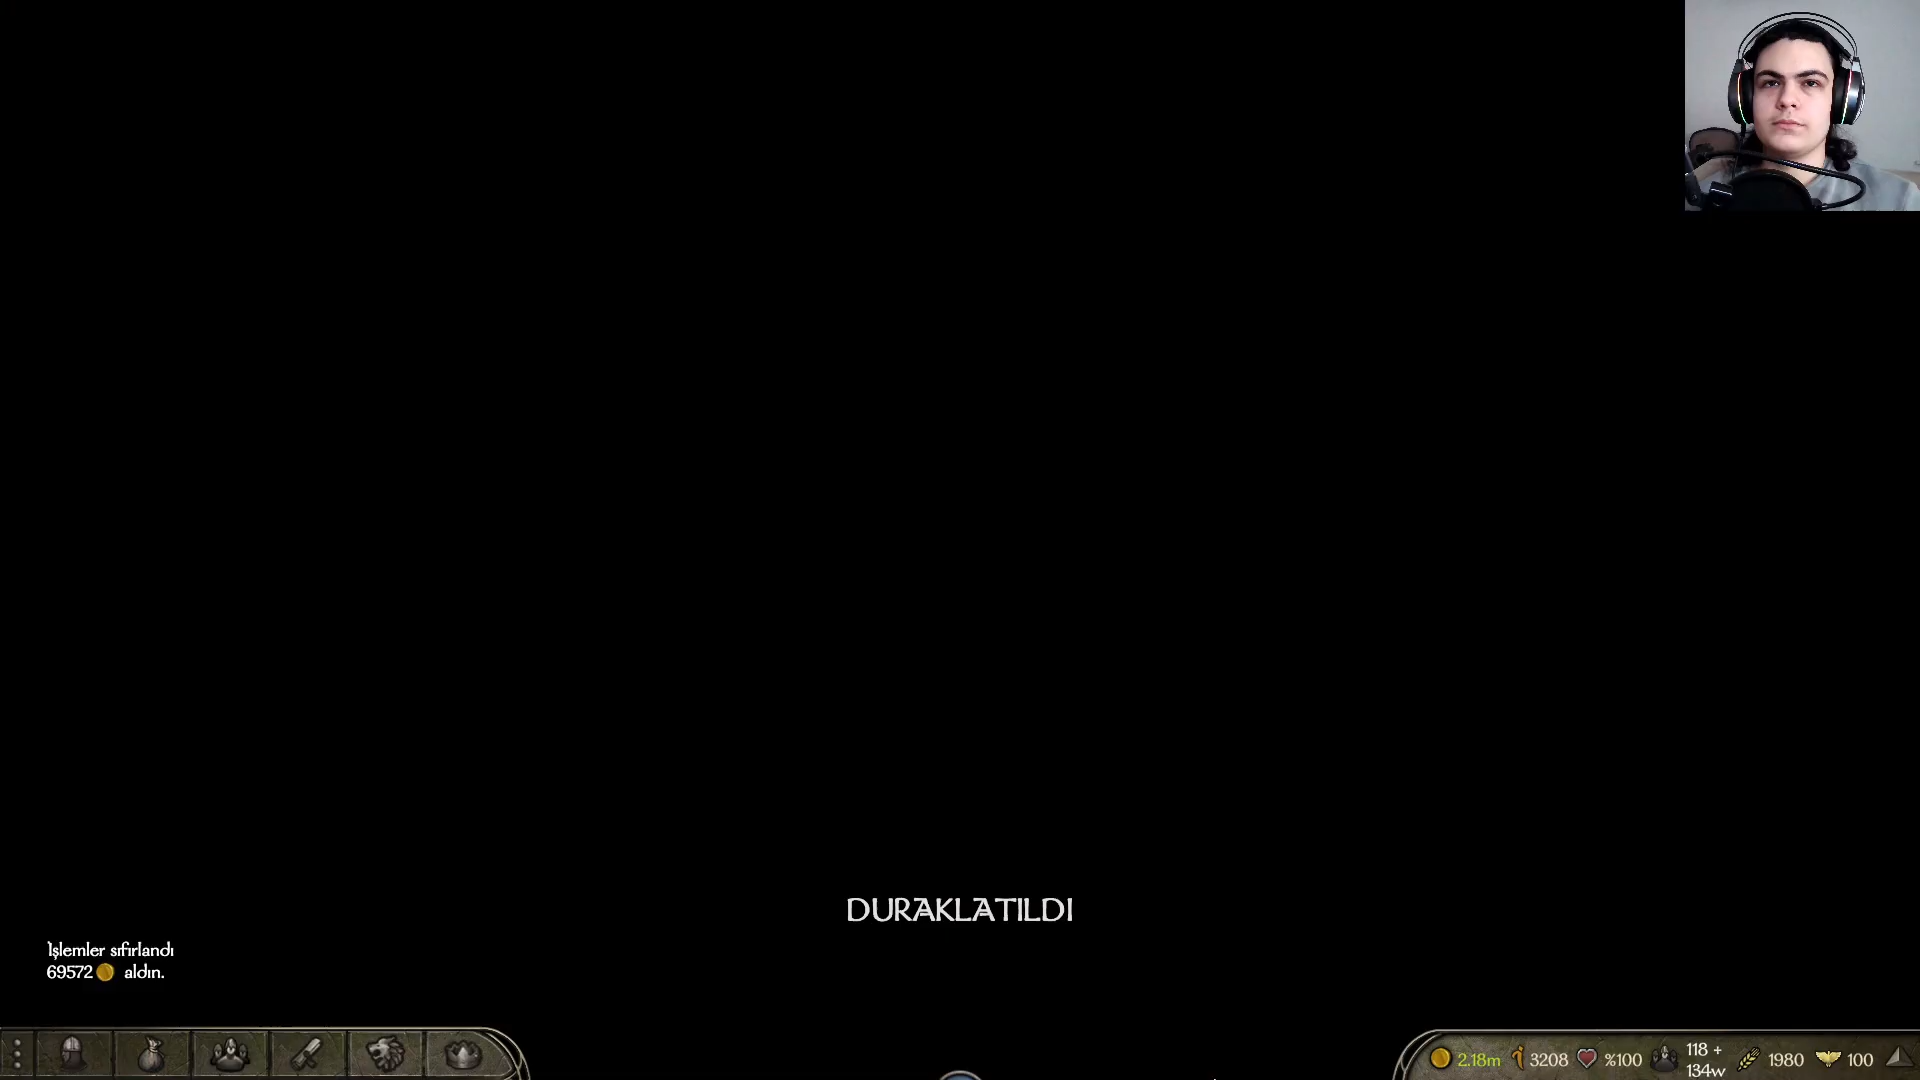 DURAKLATILDI
İşlemler sıfırlandı
69572 aldın.
2.18m 3208 %100 118 + 134w 1980 100